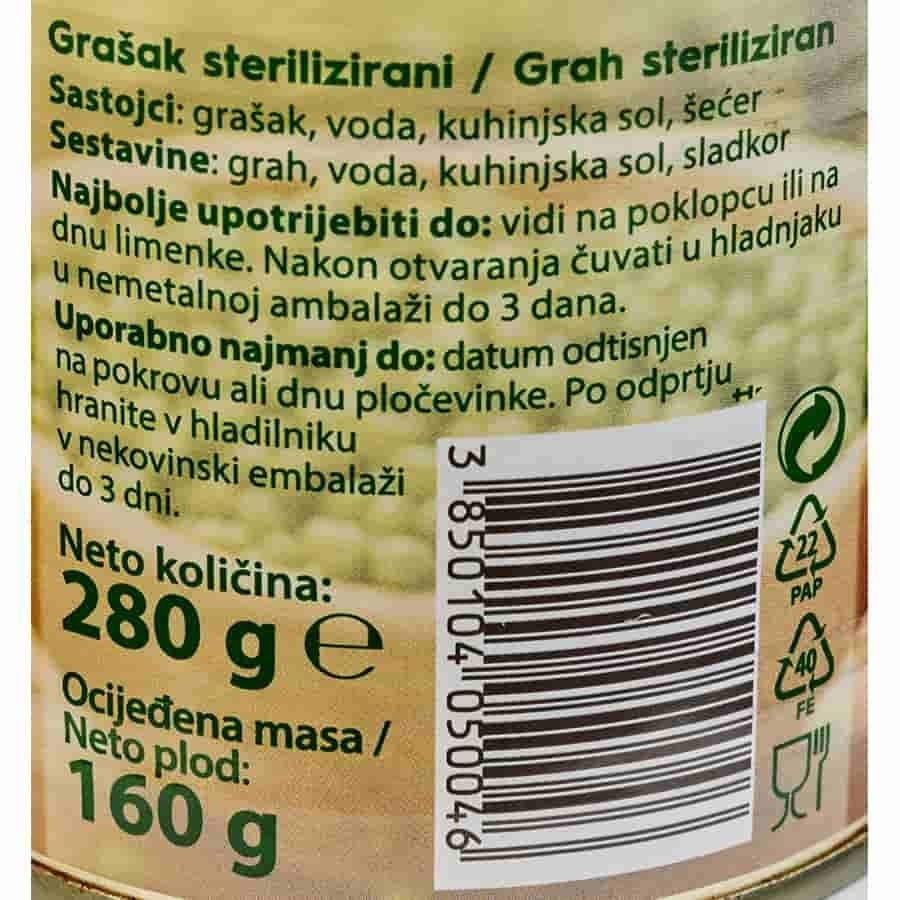 Grašak sterilizirani / Grah steriliziran
Sastojci: grašak, voda, kuhinjska sol, šećer
Sestavine: grah, voda, kuhinjska sol, sladkor
Najbolje upotrijebiti do: vidi na poklopcu ili na
dnu limenke. Nakon otvaranja čuvati u hladnjaku
u nemetalnoj ambalaži do 3 dana.
Uporabno najmanj do: datum odtisnjen
na pokrovu ali dnu pločevinke. Po odprtju
hranite v hladilniku
v nekovinski embalaži
do 3 dni.
Neto količina:
280 g e
Ocijeđena masa /
Neto plod:
160 g
3 850104 050046
22
PAP
40
FE